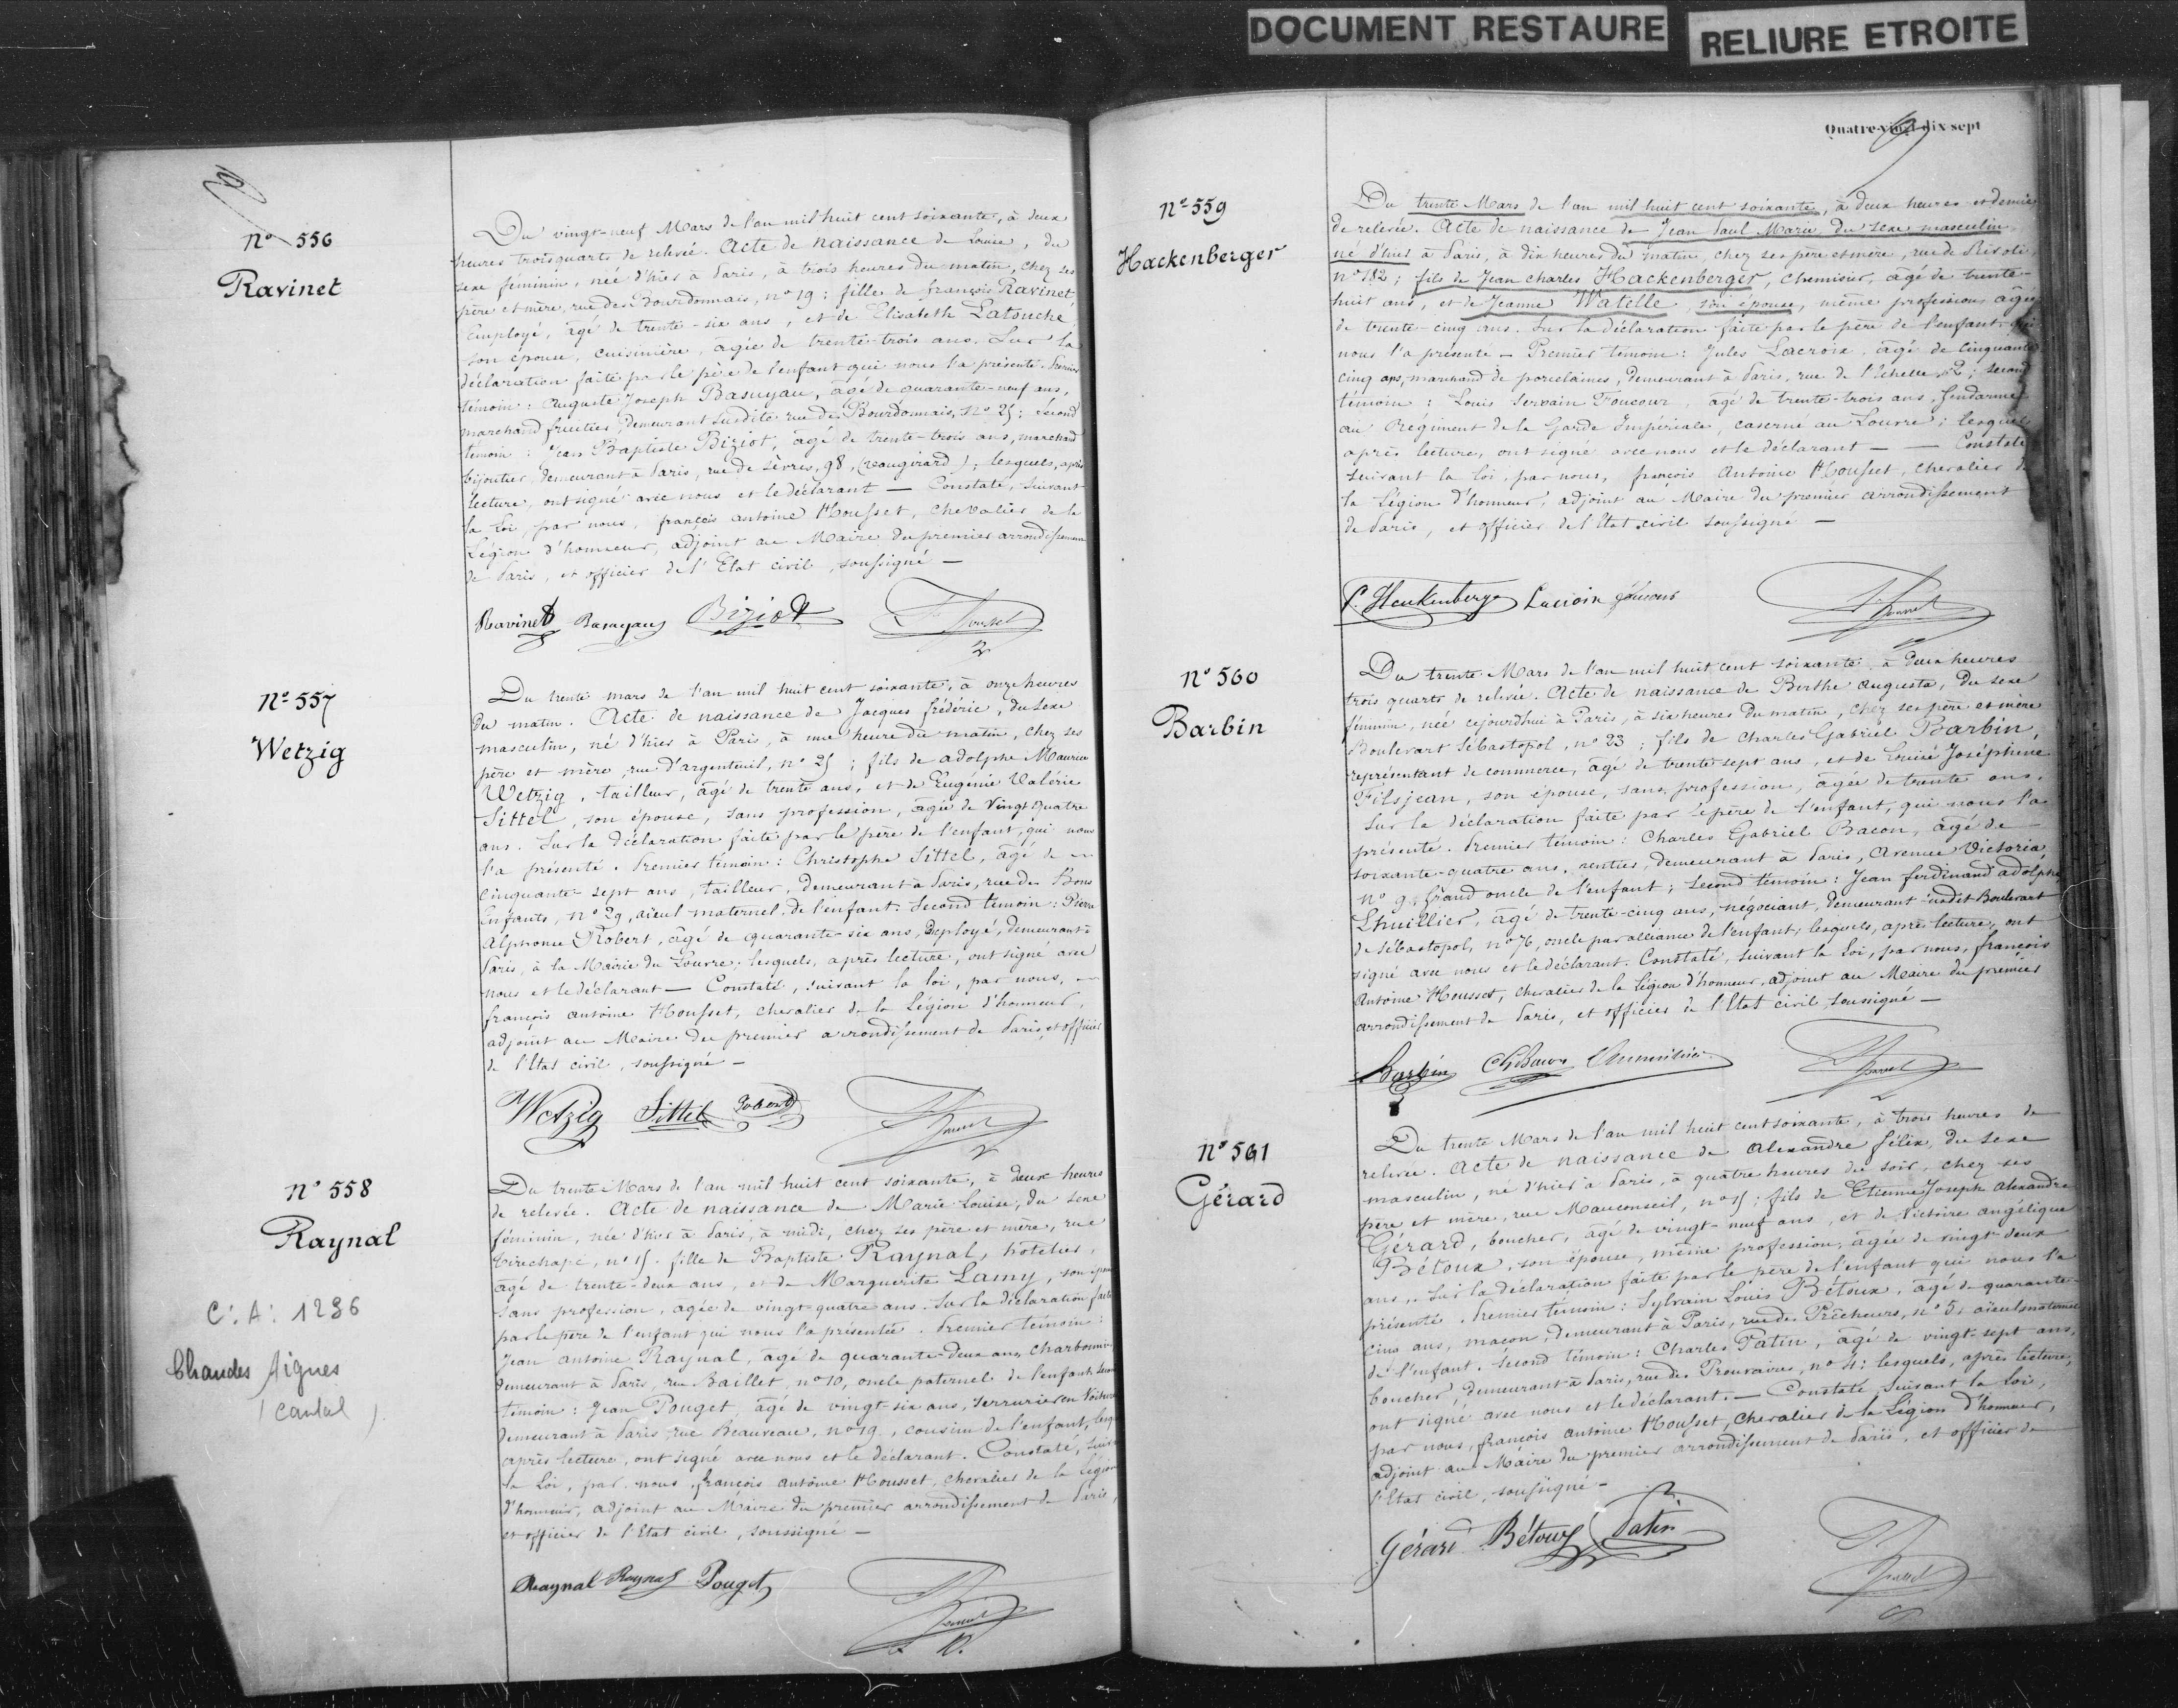 DOCUMENT RESTAURE
RELIURE ETROITE
Nº 556
Ravinet
Du vingt-neuf Mars de l'an mil huit cent soixante, à deux
heures trois quarts de relevée. Acte de naissance de Louise, du
sexe féminin, née d'hier à Paris, à trois heures du matin, chez ses
père et mère, rue des Bourdonnais, nº 19; fille de françois Ravinet,
Employé, âgé de trente-six ans, et de Elisabeth Latouche,
son épouse, cuisinière, âgée de trente-trois ans. Sur la
déclaration faite par le père de l'enfant qui nous l'a présenté. Premier
témoin: Auguste Joseph Basuyau, âgé de quarante-neuf ans,
marchand fruitier, demeurant susdite rue des Bourdonnais, Nº 25; second
témoin: Jean Baptiste Biziot, âgé de trente-trois ans, marchand
bijoutier, demeurant à Paris, rue de Sèvres, 98, (vaugirard); lesquels, après
lecture, ont signé avec nous et le déclarant — Constaté, suivant
la Loi, par nous, françois antoine Housset, chevalier de la
Légion d'honneur, adjoint au Maire du premier arrondissement
de Paris, et officier de l'Etat civil, soussigné —
Ravinet Basuyau Biziot Housset
Nº 557
Wetzig
Du trente mars de l'an mil huit cent soixante, à onze heures
du matin. Acte de naissance de Jacques fréderic, du sexe
masculin, né d'hier à Paris, à une heure du matin, chez ses
père et mère, rue d'argenteuil, nº 25; fils de adolphe Maurice
Wetzig, tailleur, âgé de trente ans, et de Eugénie Valérie
Sittel, son épouse, sans profession, âgée de vingt quatre
ans. Sur la déclaration faite par le père de l'enfant, qui nous
l'a présenté. Premier témoin: Christophe Sittel, âgé de
cinquante-sept ans, tailleur, demeurant à Paris, rue des Bons
Enfants, nº 29, aïeul maternel de l'enfant. Second témoin: Pierre
Alphonse Robert, âgé de quarante-six ans, Employé, demeurant à
Paris, à la Mairie du Louvre; lesquels, après lecture, ont signé avec
nous et le déclarant — Constaté, suivant la loi, par nous,
françois antoine Housset, chevalier de la Légion d'honneur,
adjoint au Maire du premier arrondissement de Paris, et officier
de l'Etat civil, soussigné —
Wetzig Sittel Robert Housset
Nº 558
Raynal
C. A. 1236
Chaudes Aigues
(Cantal)
Du trente Mars de l'an mil huit cent soixante, à deux heures
de relevée. Acte de naissance de Marie Louise, du sexe
féminin, née d'hier à Paris, à midi, chez ses père et mère, rue
tirechape, nº 15. fille de Baptiste Raynal, hotelier,
âgé de trente-deux ans, et de Marguerite Lamy, son épouse
sans profession, âgée de vingt-quatre ans. Sur la déclaration faite
par le père de l'enfant qui nous l'a présentée. Premier témoin:
Jean Antoine Raynal, âgé de quarante-deux ans, charbonnier,
demeurant à Paris, rue Baillet, nº 10, oncle paternel de l'enfant. Second
témoin: Jean Pouget, âgé de vingt-six ans, serrurier en voitures
demeurant à Paris, rue Beauveau, nº 19, cousin de l'enfant, lesq
après lecture, ont signé avec nous et le déclarant. Constaté, suiv
la Loi, par nous, françois antoine Housset, chevalier de la Légion
d'honneur, adjoint au Maire du premier arrondissement de Paris,
et officier de l'Etat civil, soussigné —
Raynal Raynal Pouget Housset
Quatre-vingt-dix-sept
Nº 559
Hackenberger
Du trente Mars de l'an mil huit cent soixante, à deux heures et demie
de relevée. Acte de naissance de Jean Paul Marie, du sexe masculin,
né d'hier à Paris, à dix heures du matin, chez ses père et mère, rue de Rivoli,
nº 182; fils de Jean charles Hackenberger, chemisier, âgé de trente-
huit ans, et de Jeanne Watelle, son épouse, même profession, âgée
de trente-cinq ans. Sur la déclaration faite par le père de l'enfant qui
nous l'a présenté — Premier témoin: Jules Lacroix, âgé de cinquante
cinq ans, marchand de porcelaines, demeurant à Paris, rue de l'Echelle, nº 2; second
témoin: Louis Servain Foucour, âgé de trente-trois ans, Gendarme
au Régiment de la Garde Impériale, caserné au Louvre; lesquels
après lecture, ont signé avec nous et le déclarant — Constaté
suivant la loi, par nous, françois Antoine Housset, chevalier de
la Légion d'honneur, adjoint au Maire du premier arrondissement
de Paris, et officier de l'Etat civil soussigné —
Hackenberger Lacroix Foucour Housset
Nº 560
Barbin
Du trente Mars de l'an mil huit cent soixante, à deux heures
trois quarts de relevée. Acte de naissance de Berthe Augusta, du sexe
féminin, née cejourd'hui à Paris, à six heures du matin, chez ses père et mère
Boulevart Sébastopol, nº 23; fils de Charles Gabriel Barbin,
représentant de commerce, âgé de trente sept ans, et de Louise Joséphine
Filsjean, son épouse, sans profession, âgée de trente ans.
Sur la déclaration faite par le père de l'enfant, qui nous l'a
présenté. Premier témoin: Charles Gabriel Bacon, âgé de
soixante-quatre ans, rentier, demeurant à Paris, Avenue Victoria
nº 9, Grand oncle de l'enfant; second témoin: Jean ferdinand adolphe
Lhuillier, âgé de trente-cinq ans, négociant, demeurant susdit Boulevart
de Sébastopol, nº 76, oncle par alliance de l'enfant; lesquels, après lecture, ont
signé avec nous et le déclarant. Constaté, suivant la Loi, par nous, françois
Antoine Housset, chevalier de la Légion d'honneur, adjoint au Maire du premier
arrondissement de Paris, et officier de l'Etat civil soussigné —
Barbin Ch Bacon Lhuillier Housset
Nº 561
Gérard
Du trente Mars de l'an mil huit cent soixante, à trois heures de
relevée. Acte de naissance de Alexandre félix, du sexe
masculin, né d'hier à Paris, à quatre heures du soir, chez ses
père et mère, rue Mauconseil, nº 15; fils de Etienne Joseph Alexandre
Gérard, boucher, âgé de vingt-neuf ans, et de Victoire angélique
Bétoux, son épouse, même profession, âgée de vingt deux
ans. Sur la déclaration faite par le père de l'enfant qui nous l'a
présenté. Premier témoin: Sylvain Louis Bétoux, âgé de quarante-
cinq ans, maçon, demeurant à Paris, rue des Prêcheurs, nº 5, aïeul maternel
de l'enfant. Second témoin: Charles Patin, âgé de vingt-sept ans,
boucher, demeurant à Paris, rue des Prouvaires, nº 4; lesquels, après lecture,
ont signé avec nous et le déclarant. — Constaté, suivant la Loi,
par nous, françois antoine Housset, chevalier de la Légion d'honneur,
adjoint au Maire du premier arrondissement de Paris, et officier de
l'Etat civil, soussigné —
Gérard Bétoux Patin Housset